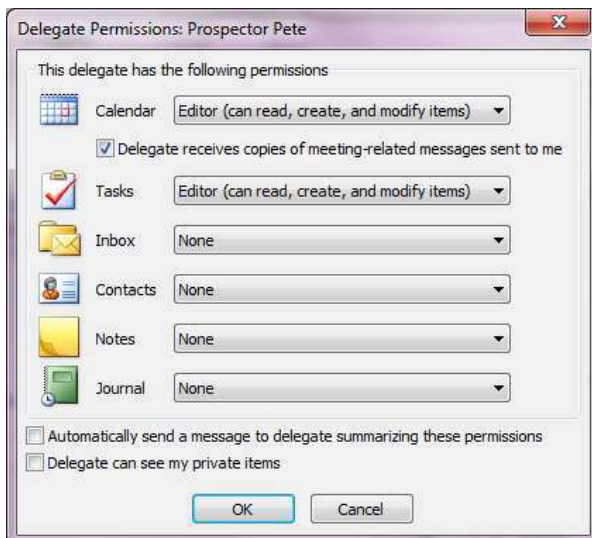 Delegate Permissions: Prospector Pete
This delegate has the following permissions
Calendar Editor (can read, create, and modify items)
Delegate receives copies of meeting-related messages sent to me
Tasks Editor (can read, create, and modify items)
Inbox None
Contacts None
Notes None
Journal None
Automatically send a message to delegate summarizing these permissions
Delegate can see my private items
OK Cancel